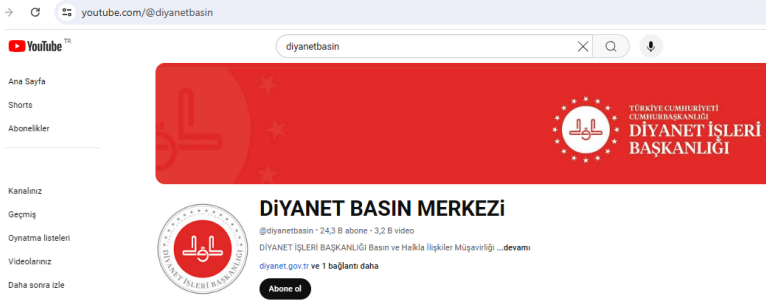 youtube.com/@diyanetbasin
YouTube TR
diyanetbasin
Ana Sayfa
Shorts
Abonelikler
Kanalınız
Geçmiş
Oynatma listeleri
Videolarınız
Daha sonra izle
TÜRKİYE CUMHURİYETİ
CUMHURBAŞKANLIĞI
DİYANET İŞLERİ
BAŞKANLIĞI
DİYANET İŞLERİ BAŞKANLIĞI
DiYANET BASIN MERKEZi
@diyanetbasin · 24,3 B abone · 3,2 B video
DİYANET İŞLERİ BAŞKANLIĞI Basın ve Halkla İlişkiler Müşavirliği ...devamı
diyanet.gov.tr ve 1 bağlantı daha
Abone ol